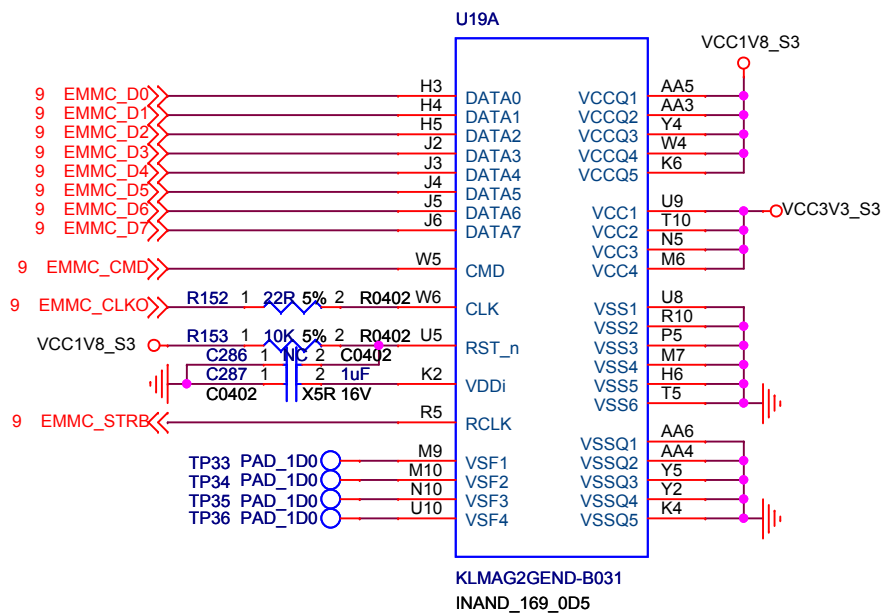 U19A
VCC1V8_S3
9 EMMC_D0 H3 DATA0 VCCQ1 AA5
9 EMMC_D1 H4 DATA1 VCCQ2 AA3
9 EMMC_D2 H5 DATA2 VCCQ3 Y4
9 EMMC_D3 J2 DATA3 VCCQ4 W4
9 EMMC_D4 J3 DATA4 VCCQ5 K6
9 EMMC_D5 J4 DATA5
9 EMMC_D6 J5 DATA6 VCC1 U9 VCC3V3_S3
9 EMMC_D7 J6 DATA7 VCC2 T10
VCC3 N5
9 EMMC_CMD W5 CMD VCC4 M6
9 EMMC_CLKO R152 1 22R 5% 2 R0402 W6 CLK VSS1 U8
VSS2 R10
VCC1V8_S3 R153 1 10K 5% 2 R0402 U5 RST_n VSS3 P5
C286 1 NC 2 C0402 VSS4 M7
C287 1 2 1uF K2 VDDi VSS5 H6
C0402 X5R 16V VSS6 T5
9 EMMC_STRB R5 RCLK
VSSQ1 AA6
TP33 PAD_1D0 M9 VSF1 VSSQ2 AA4
TP34 PAD_1D0 M10 VSF2 VSSQ3 Y5
TP35 PAD_1D0 N10 VSF3 VSSQ4 Y2
TP36 PAD_1D0 U10 VSF4 VSSQ5 K4
KLMAG2GEND-B031
INAND_169_0D5